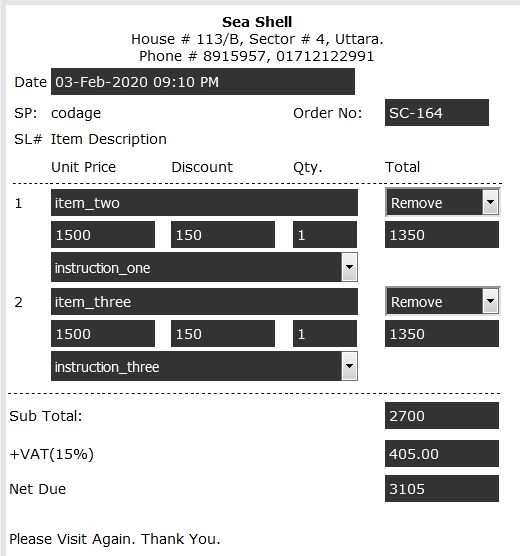 Sea Shell
House # 113/B, Sector # 4, Uttara.
Phone # 8915957, 01712122991
Date 03-Feb-2020 09:10 PM
SP: codage Order No: SC-164
SL# Item Description
Unit Price Discount Qty. Total
1 item_two Remove
1500 150 1 1350
instruction_one
2 item_three Remove
1500 150 1 1350
instruction_three
Sub Total: 2700
+VAT(15%) 405.00
Net Due 3105
Please Visit Again. Thank You.